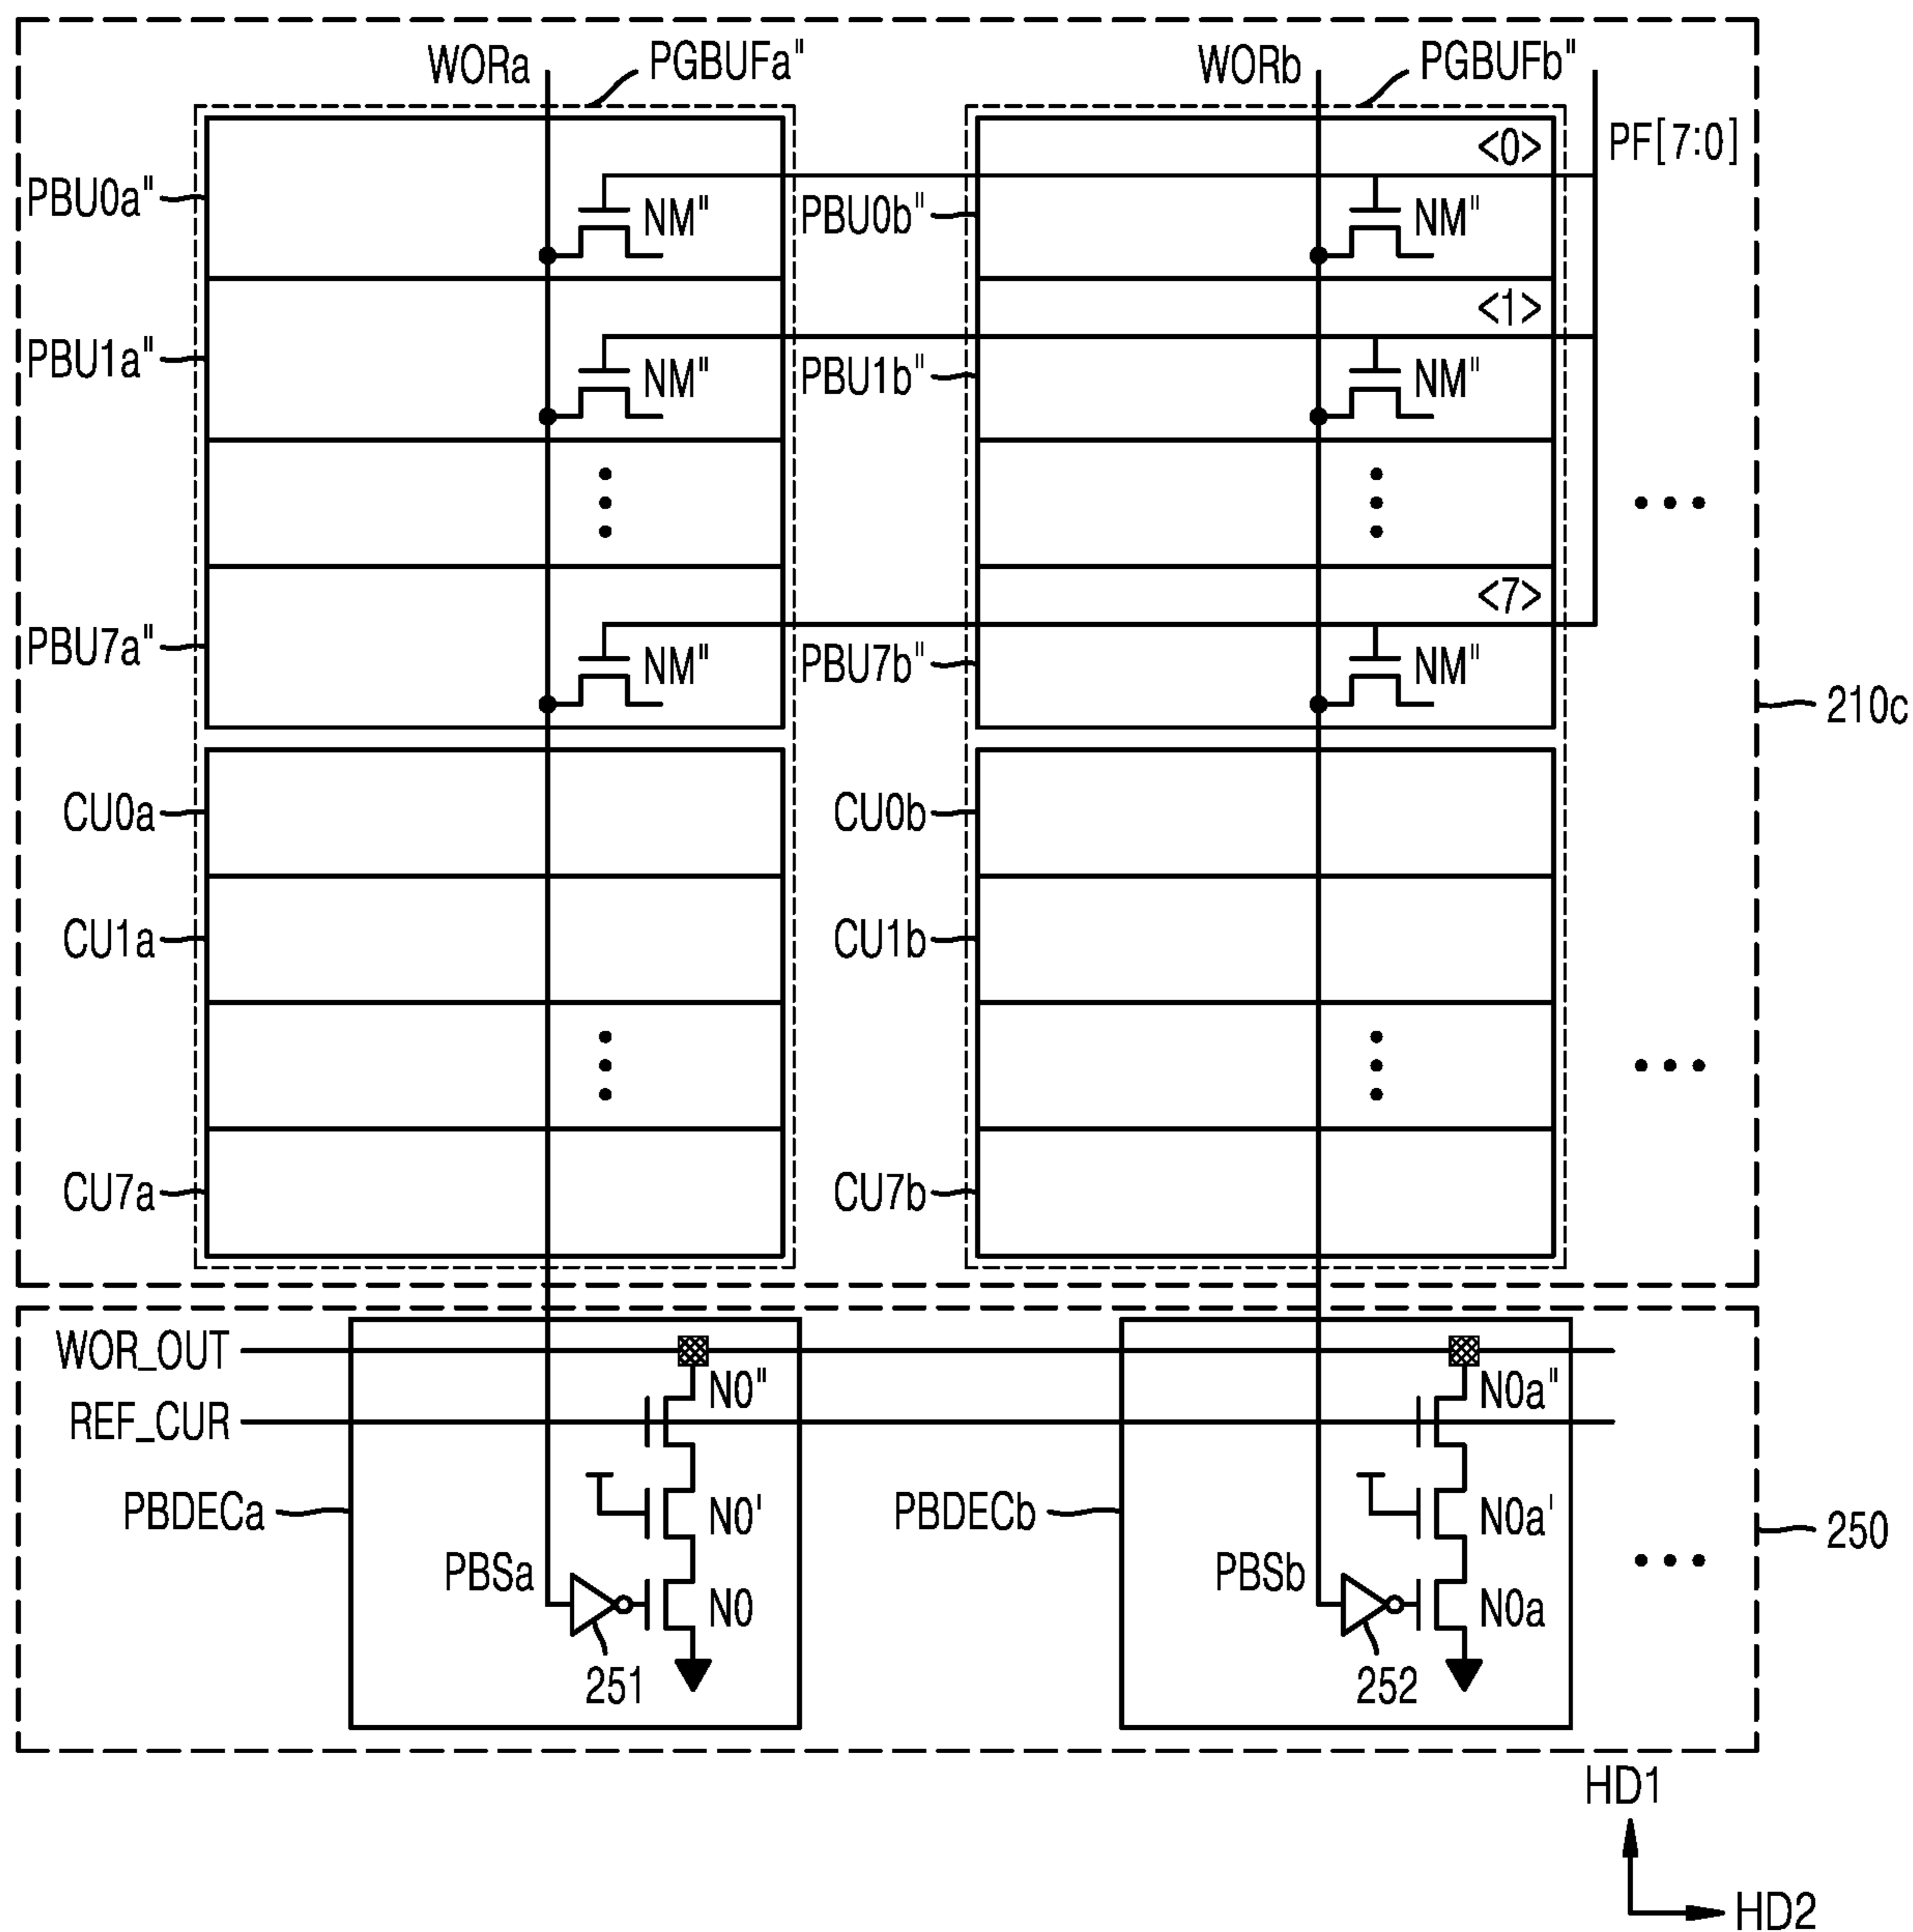 WORa PGBUFa" WORb PGBUFb"
<0> PF[7:0]
PBU0a" NM" PBU0b" NM"
<1>
PBU1a" NM" PBU1b" NM"
<7>
PBU7a" NM" PBU7b" NM"
210c
CU0a CU0b
CU1a CU1b
CU7a CU7b
WOR_OUT
N0" N0a"
REF_CUR
PBDECa N0' PBDECb N0a' 250
PBSa N0 PBSb N0a
251 252
HD1
HD2